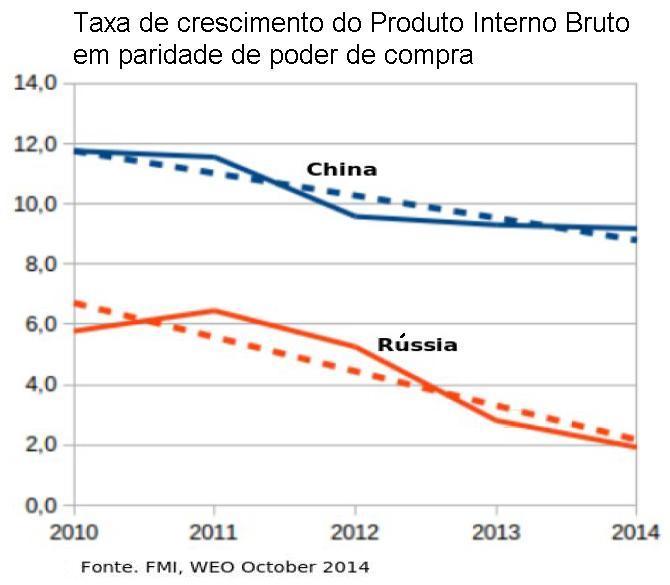 Taxa de crescimento do Produto Interno Bruto
em paridade de poder de compra
14,0
12,0
China
10,0
8,0
6,0
Rússia
4,0
2,0
0,0
2010 2011 2012 2013 2014
Fonte. FMI, WEO October 2014